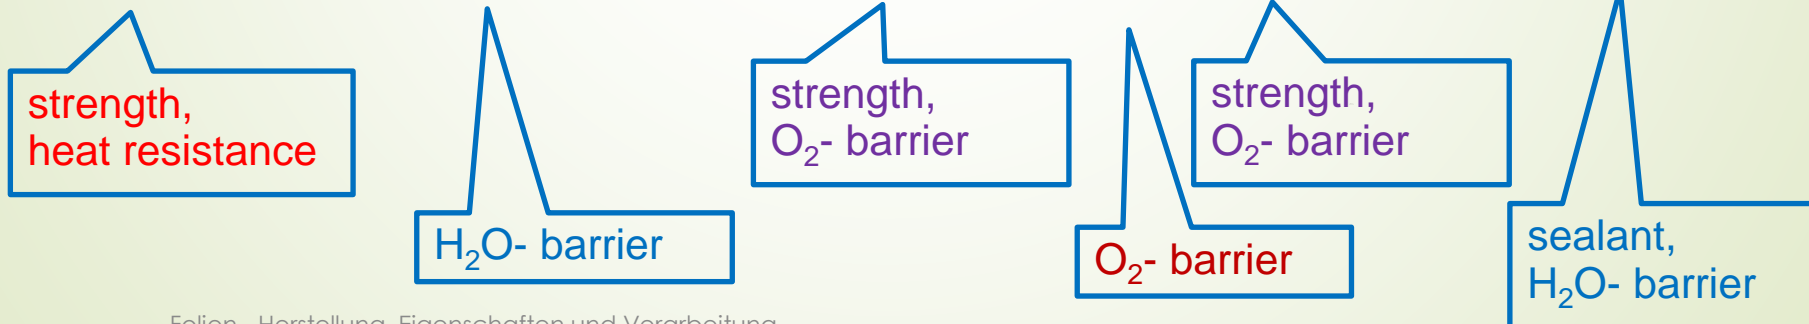 strength,
heat resistance
H₂O- barrier
strength,
O₂- barrier
O₂- barrier
strength,
O₂- barrier
sealant,
H₂O- barrier
Folien - Herstellung, Eigenschaften und Verarbeitung